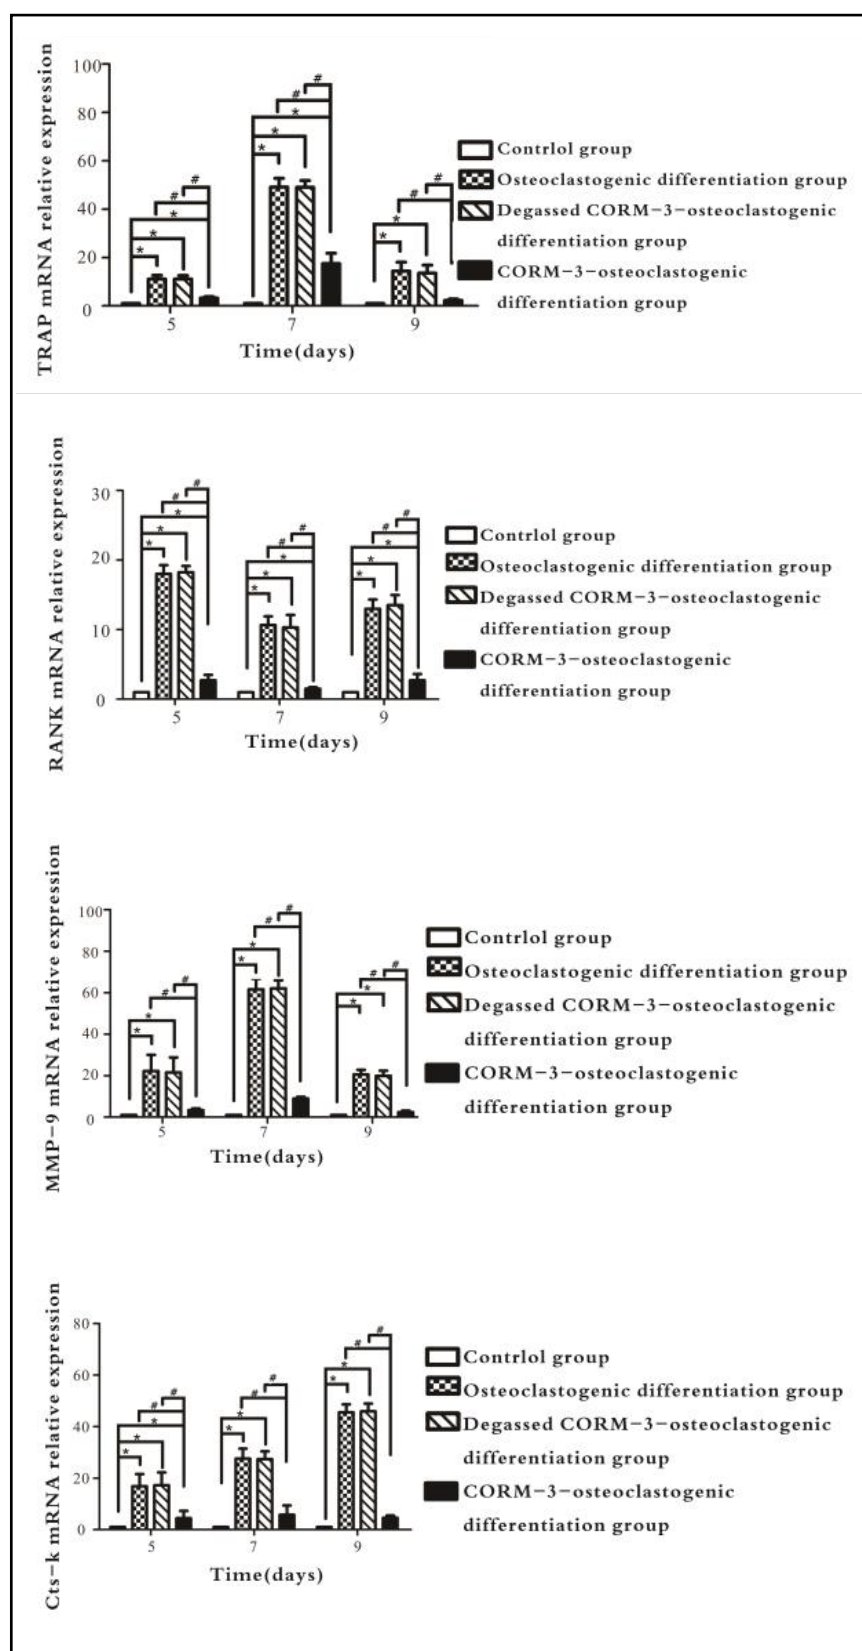 TRAP mRNA relative expression
100
80
60
40
20
0
# 
#
*
*
*
#
#
*
*
*
#
#
*
*
5 7 9
Time(days)
Contrlol group
Osteoclastogenic differentiation group
Degassed CORM-3-osteoclastogenic
differentiation group
CORM-3-osteoclastogenic
differentiation group
RANK mRNA relative expression
30
20
10
0
#
#
*
*
*
#
#
*
*
*
#
#
*
*
*
5 7 9
Time(days)
Contrlol group
Osteoclastogenic differentiation group
Degassed CORM-3-osteoclastogenic
differentiation group
CORM-3-osteoclastogenic
differentiation group
MMP-9 mRNA relative expression
100
80
60
40
20
0
#
#
*
*
#
#
*
*
#
#
*
*
5 7 9
Time(days)
Contrlol group
Osteoclastogenic differentiation group
Degassed CORM-3-osteoclastogenic
differentiation group
CORM-3-osteoclastogenic
differentiation group
Cts-k mRNA relative expression
80
60
40
20
0
#
#
*
*
*
#
#
*
*
#
#
*
*
5 7 9
Time(days)
Contrlol group
Osteoclastogenic differentiation group
Degassed CORM-3-osteoclastogenic
differentiation group
CORM-3-osteoclastogenic
differentiation group